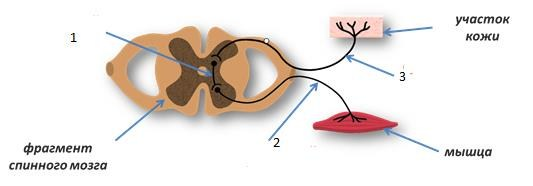 1
участок
кожи
3
фрагмент
спинного мозга
2
мышца